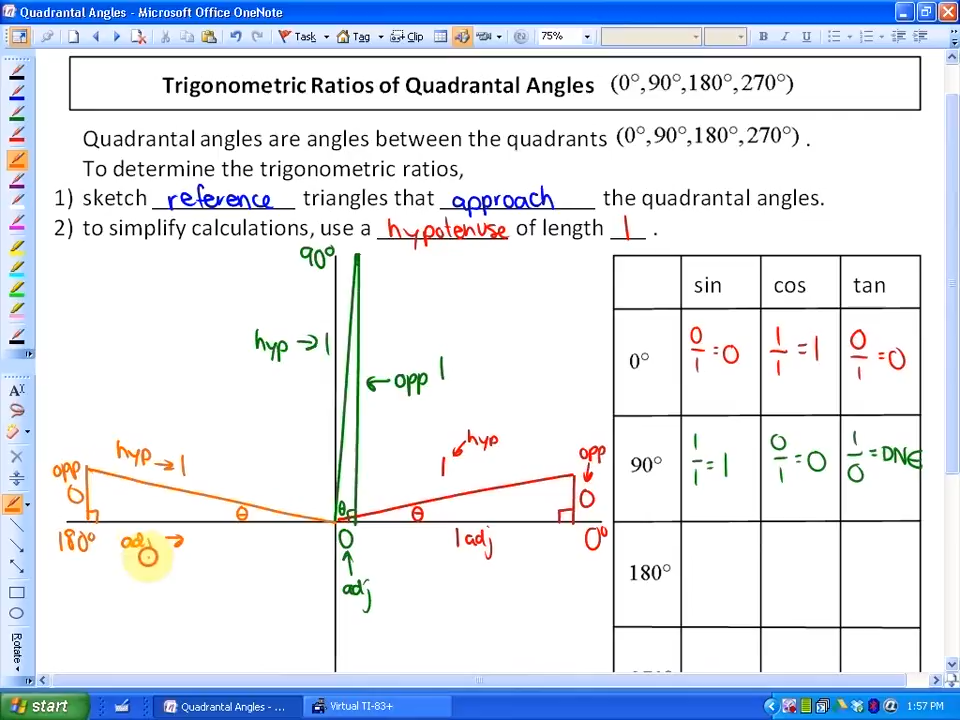 Quadrantal Angles - Microsoft Office OneNote
Task Tag Clip 75% B I U
Trigonometric Ratios of Quadrantal Angles (0°,90°,180°,270°)
Quadrantal angles are angles between the quadrants (0°,90°,180°,270°) .
To determine the trigonometric ratios,
1) sketch reference triangles that approach the quadrantal angles.
2) to simplify calculations, use a hypotenuse of length 1 .
90°
hyp → 1
← opp 1
hyp → 1
opp
0
θ
180°
adj →
θ
0
adj
1 hyp
θ
opp
0
1 adj
0°
sin cos tan
0° 0/1 = 0 1/1 = 1 0/1 = 0
90° 1/1 = 1 0/1 = 0 1/0 = DNE
180°
A
Rotate
start Quadrantal Angles - ... Virtual TI-83+ 1:57 PM